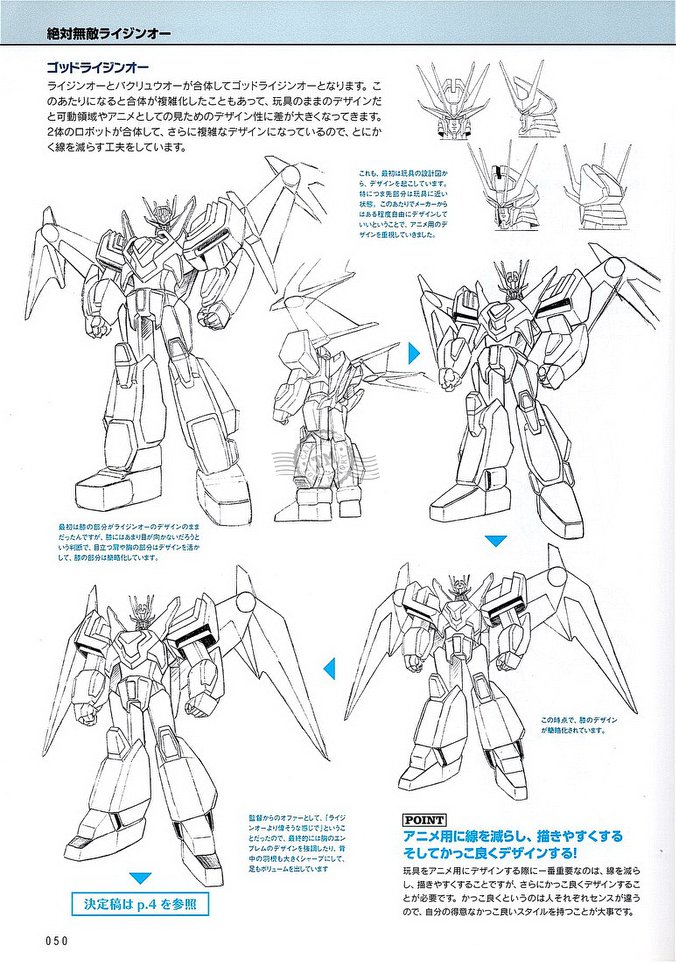 絶対無敵ライジンオー
ゴッドライジンオー
ライジンオーとバクリュウオーが合体してゴッドライジンオーとなります。こ
のあたりになると合体が複雑化したこともあって、玩具のままのデザインだ
と可動領域やアニメとしての見ためのデザイン性に差が大きくなってきます。
2体のロボットが合体して、さらに複雑なデザインになっているので、とにか
く線を減らす工夫をしています。
これも、最初は玩具の設計図か
ら、デザインを起こしています。
特につま先部分は玩具に近い
状態。このあたりでメーカーから
はある程度自由にデザインして
いいということで、アニメ用のデ
ザインを重視していきました。
最初は膝の部分がライジンオーのデザインのまま
だったんですが、膝にはあまり目が向かないだろうと
いう判断で、目立つ肩や胸の部分はデザインを活か
して、膝の部分は簡略化しています。
この時点で、膝のデザイン
が簡略化されています。
監督からのオファーとして、「ライジ
ンオーより偉そうな感じで」というこ
とだったので、最終的には胸のエン
ブレムのデザインを強調したり、背
中の羽根も大きくシャープにして、
足もボリュームを出しています
POINT
アニメ用に線を減らし、描きやすくする
そしてかっこ良くデザインする!
玩具をアニメ用にデザインする際に一番重要なのは、線を減ら
し、描きやすくすることですが、さらにかっこ良くデザインするこ
とが必要です。かっこ良くというのは人それぞれセンスが違う
ので、自分の得意なかっこ良いスタイルを持つことが大事です。
決定稿は p.4 を参照
050